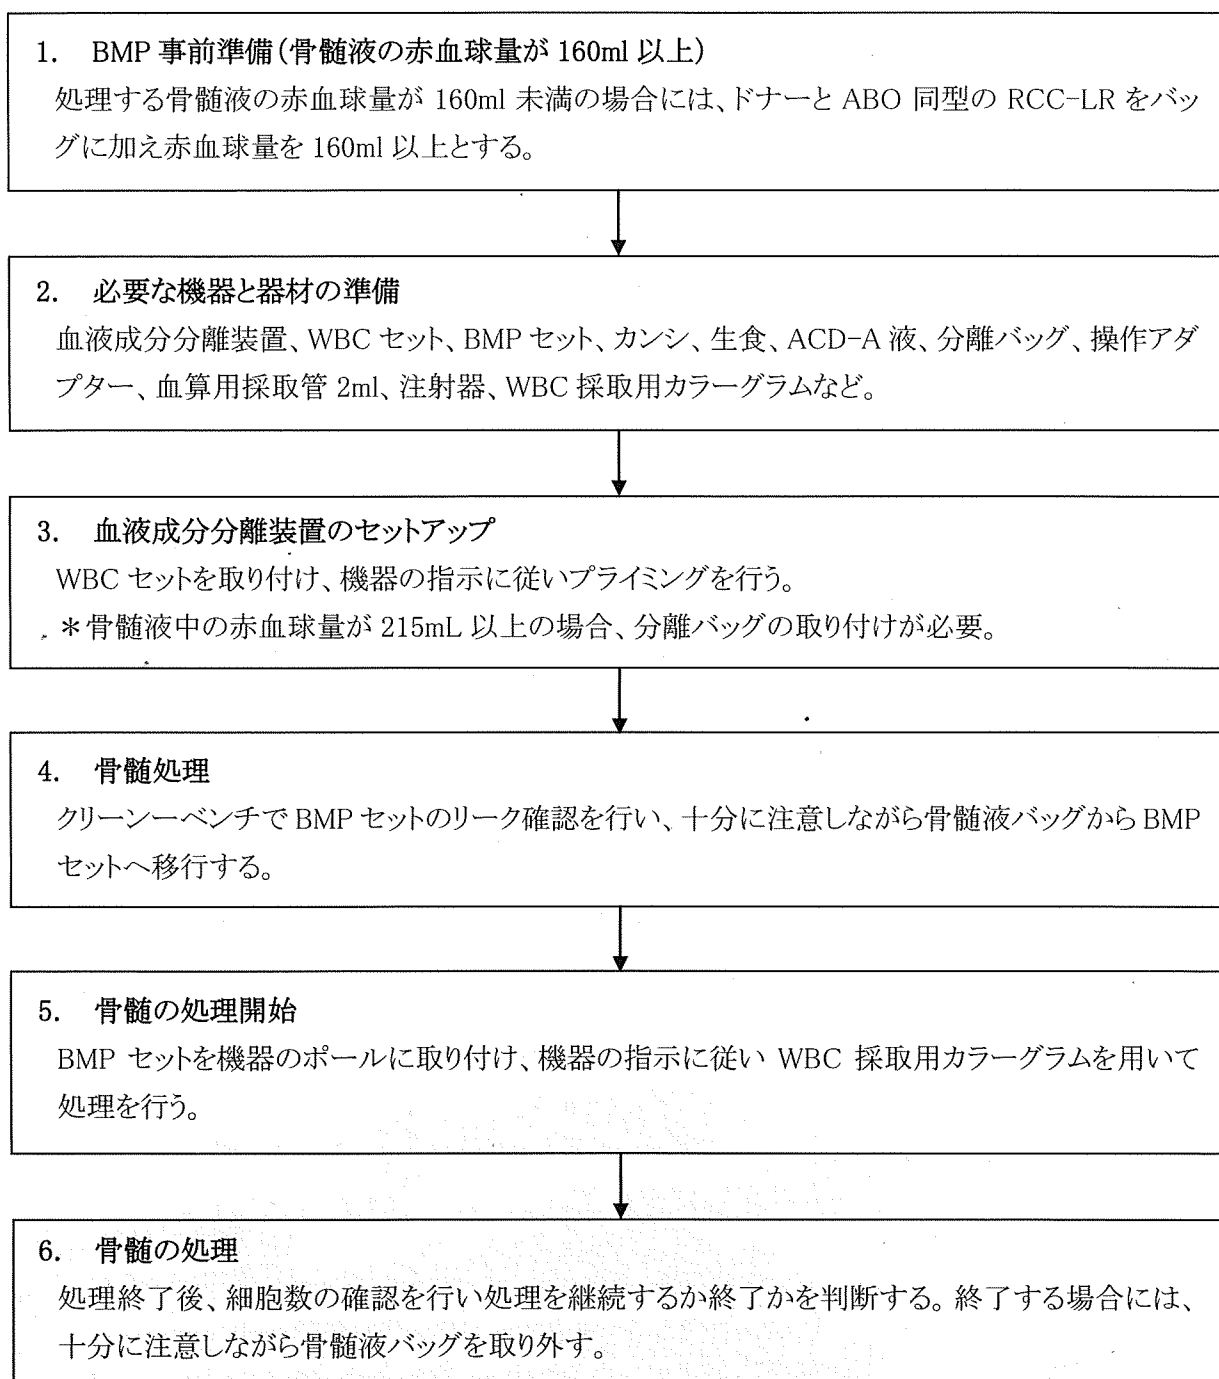 1. BMP 事前準備（骨髄液の赤血球量が 160ml 以上）
処理する骨髄液の赤血球量が 160ml 未満の場合には、ドナーと ABO 同型の RCC-LR をバッ
グに加え赤血球量を 160ml 以上とする。
2. 必要な機器と器材の準備
血液成分分離装置、WBC セット、BMP セット、カンシ、生食、ACD-A 液、分離バッグ、操作アダ
プター、血算用採取管 2ml、注射器、WBC 採取用カラーグラムなど。
3. 血液成分分離装置のセットアップ
WBC セットを取り付け、機器の指示に従いプライミングを行う。
＊骨髄液中の赤血球量が 215mL 以上の場合、分離バッグの取り付けが必要。
4. 骨髄処理
クリーンーベンチで BMP セットのリーク確認を行い、十分に注意しながら骨髄液バッグから BMP
セットへ移行する。
5. 骨髄の処理開始
BMP セットを機器のポールに取り付け、機器の指示に従い WBC 採取用カラーグラムを用いて
処理を行う。
6. 骨髄の処理
処理終了後、細胞数の確認を行い処理を継続するか終了かを判断する。終了する場合には、
十分に注意しながら骨髄液バッグを取り外す。